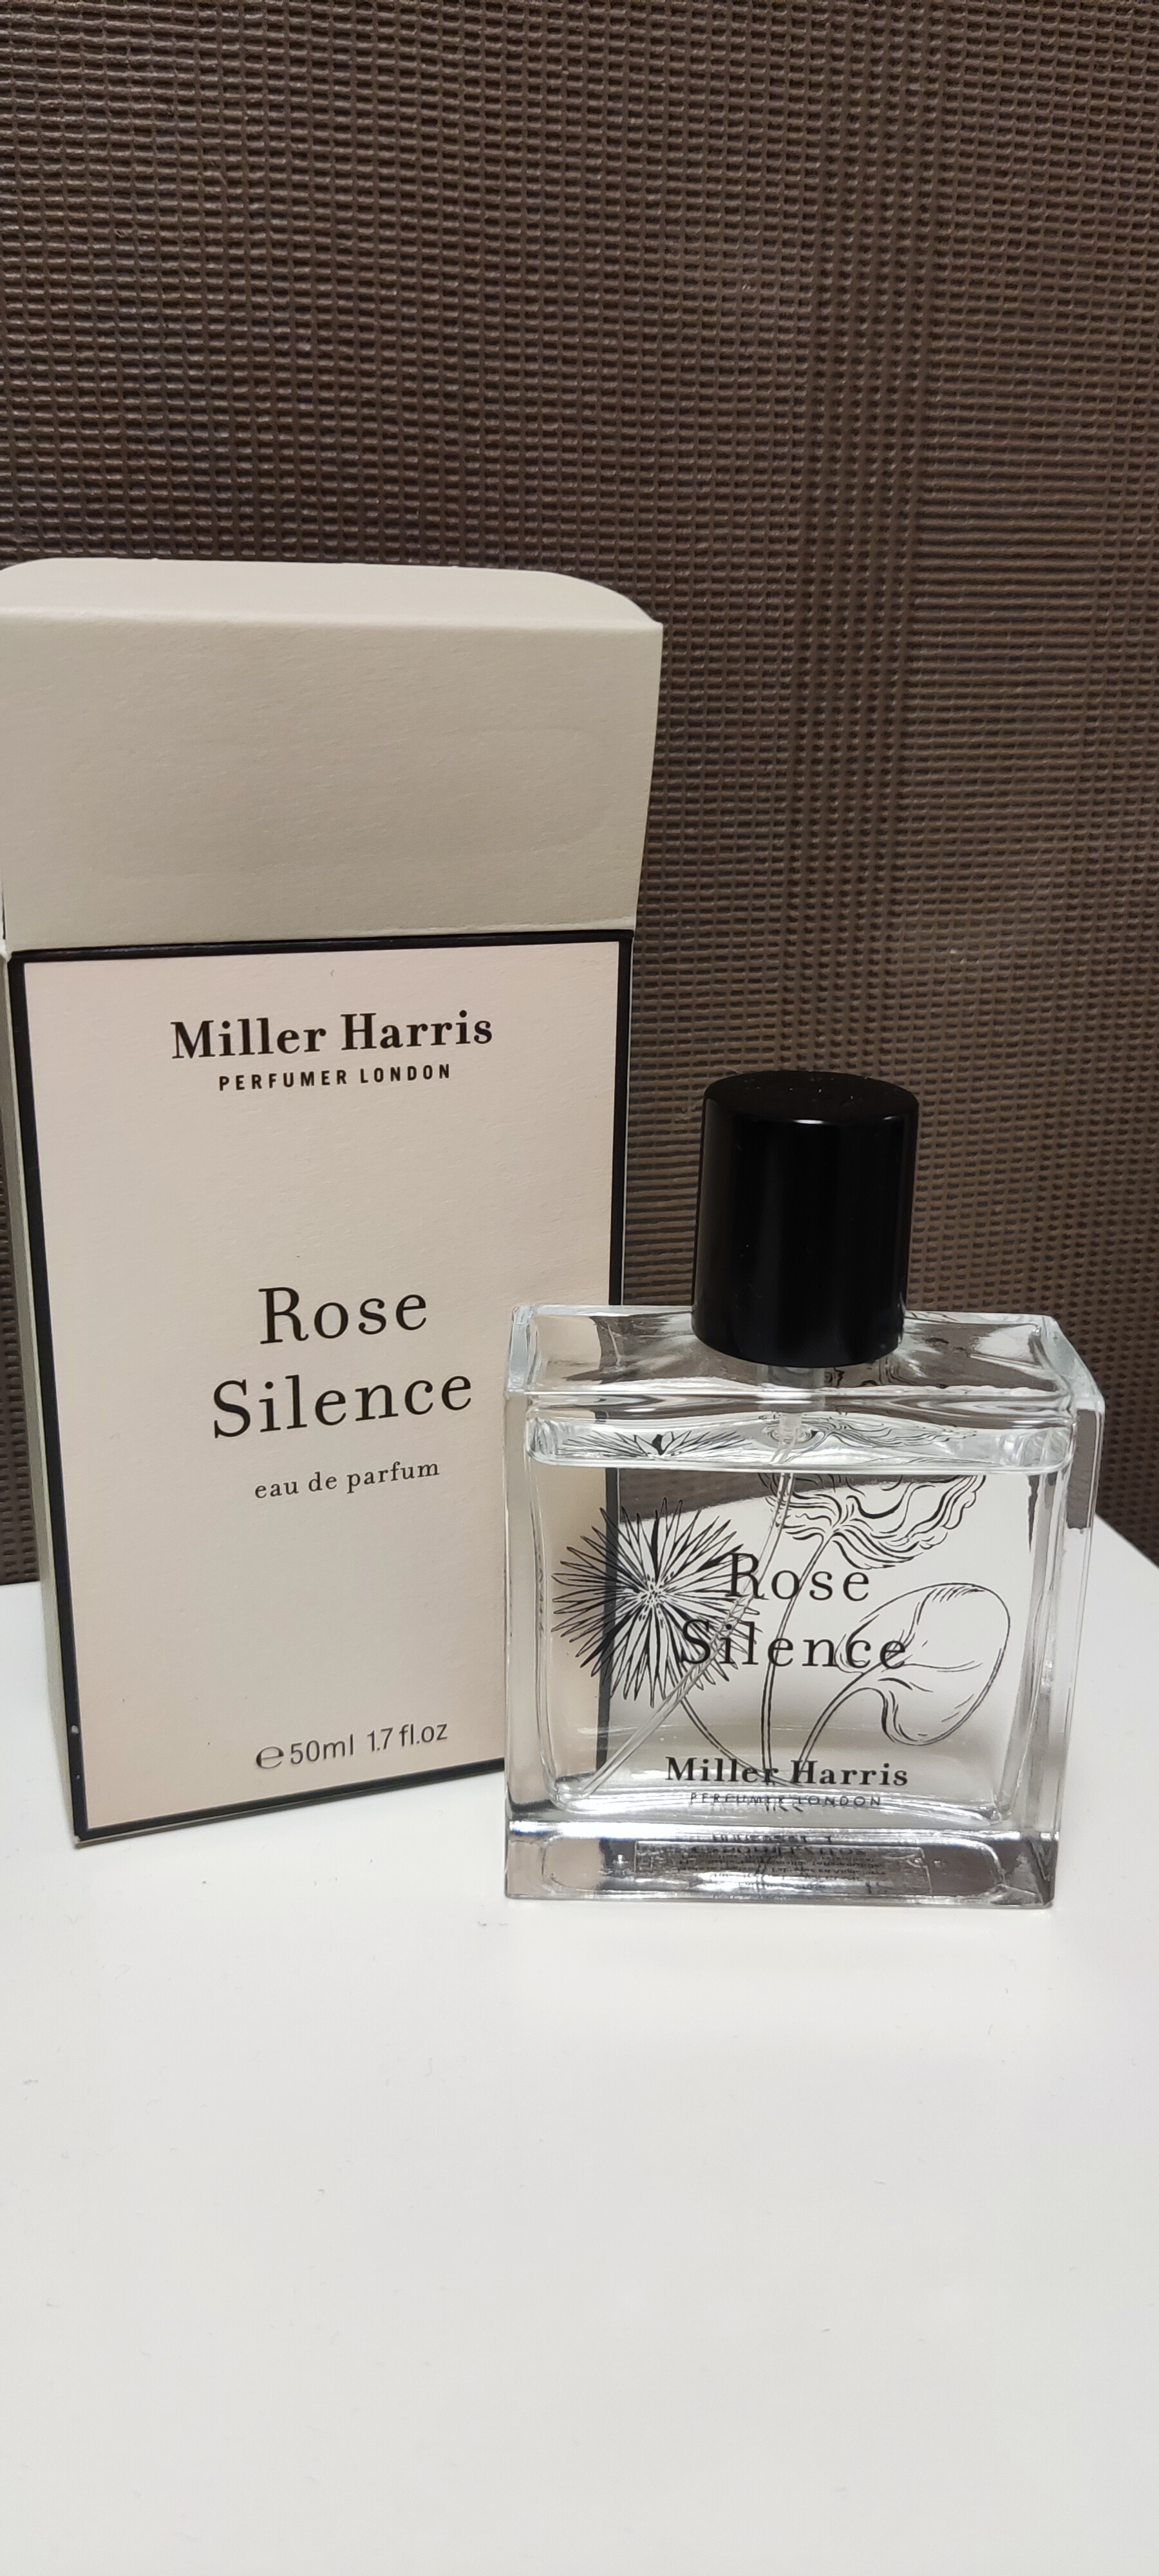 Miller Harris
PERFUMER LONDON
Rose
Silence
eau de parfum
℮50ml 1.7 fl.oz
Rose
Silence
Miller Harris
PERFUMER LONDON